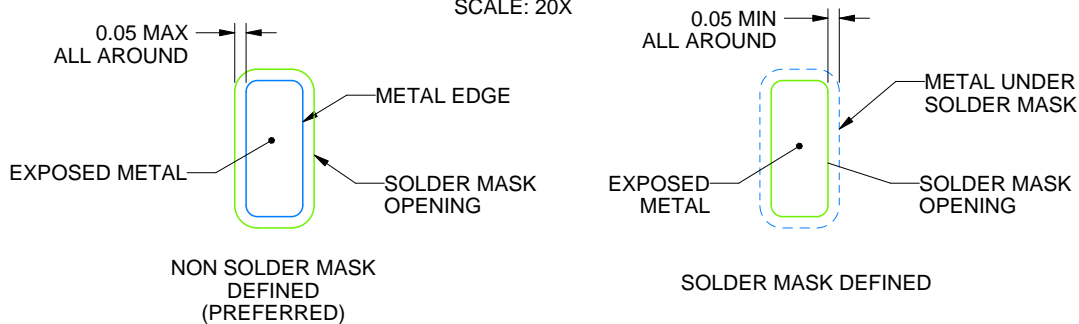 SCALE: 20X
0.05 MAX
ALL AROUND
METAL EDGE
EXPOSED METAL
SOLDER MASK
OPENING
NON SOLDER MASK
DEFINED
(PREFERRED)
0.05 MIN
ALL AROUND
METAL UNDER
SOLDER MASK
EXPOSED
METAL
SOLDER MASK
OPENING
SOLDER MASK DEFINED